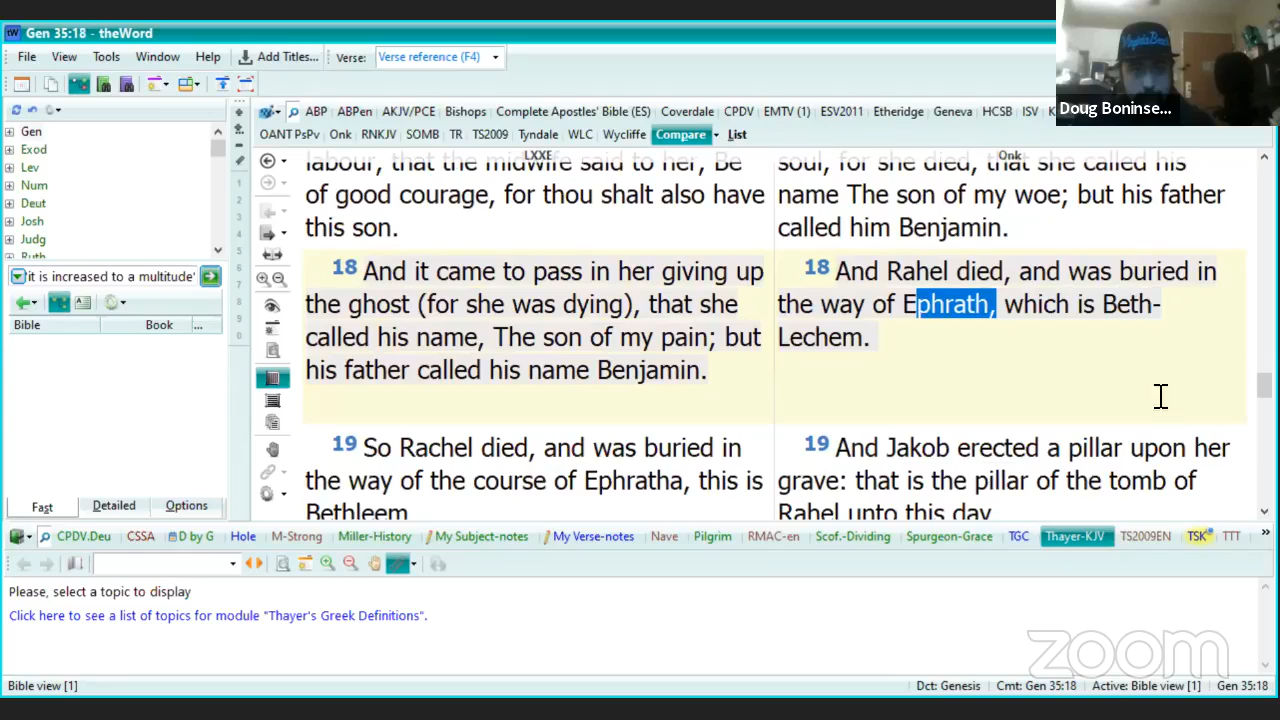 tW Gen 35:18 - theWord
File View Tools Window Help Add Titles... Verse: Verse reference (F4)
Doug Boninse...
ABP ABPen AKJV/PCE Bishops Complete Apostles' Bible (ES) Coverdale CPDV EMTV (1) ESV2011 Etheridge Geneva HCSB ISV K
OANT PsPv Onk RNKJV SOMB TR TS2009 Tyndale WLC Wycliffe Compare List
Gen
Exod
Lev
Num
Deut
Josh
Judg
Ruth
it is increased to a multitude"
Bible Book ...
Fast Detailed Options
1
2
3
4
5
6
7
8
9
0
LXXE
labour, that the midwife said to her, Be
of good courage, for thou shalt also have
this son.
18 And it came to pass in her giving up
the ghost (for she was dying), that she
called his name, The son of my pain; but
his father called his name Benjamin.
19 So Rachel died, and was buried in
the way of the course of Ephratha, this is
Bethleem
Onk
soul, for she died, that she called his
name The son of my woe; but his father
called him Benjamin.
18 And Rahel died, and was buried in
the way of Ephrath, which is Beth-
Lechem.
19 And Jakob erected a pillar upon her
grave: that is the pillar of the tomb of
Rahel unto this day
CPDV.Deu CSSA D by G Hole M-Strong Miller-History My Subject-notes My Verse-notes Nave Pilgrim RMAC-en Scof.-Dividing Spurgeon-Grace TGC Thayer-KJV TS2009EN TSK TTT »
Please, select a topic to display
Click here to see a list of topics for module "Thayer's Greek Definitions".
zoom
Bible view [1] Dct: Genesis Cmt: Gen 35:18 Active: Bible view [1] Gen 35:18